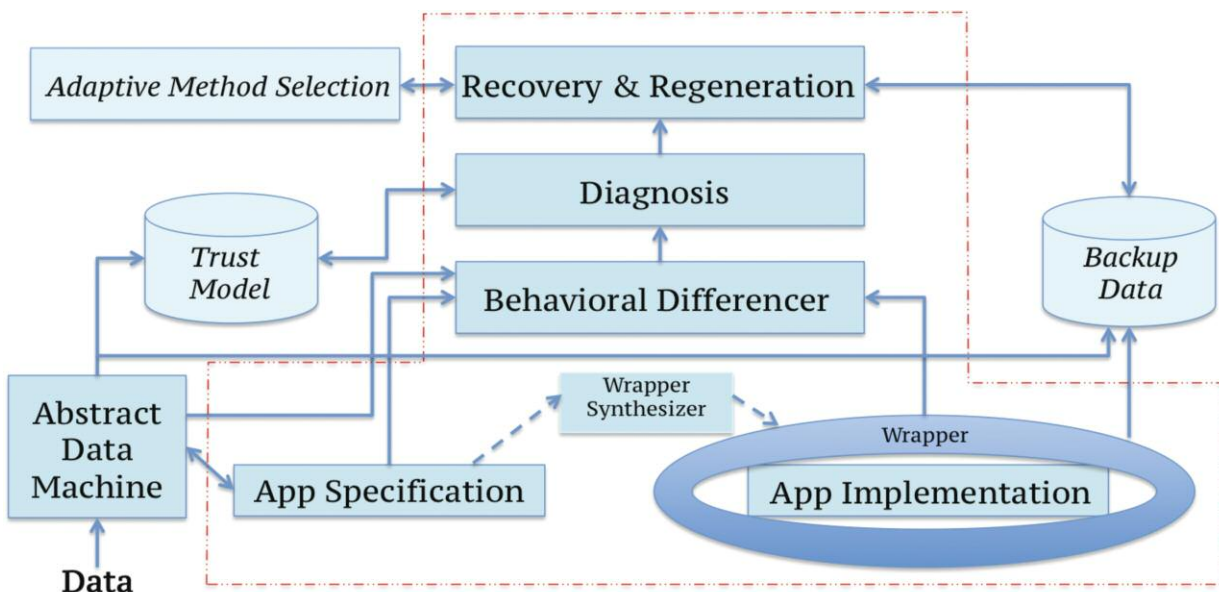 Adaptive Method Selection
Recovery & Regeneration
Diagnosis
Trust
Model
Backup
Data
Behavioral Differencer
Wrapper
Synthesizer
Abstract
Data
Machine
Wrapper
App Specification
App Implementation
Data